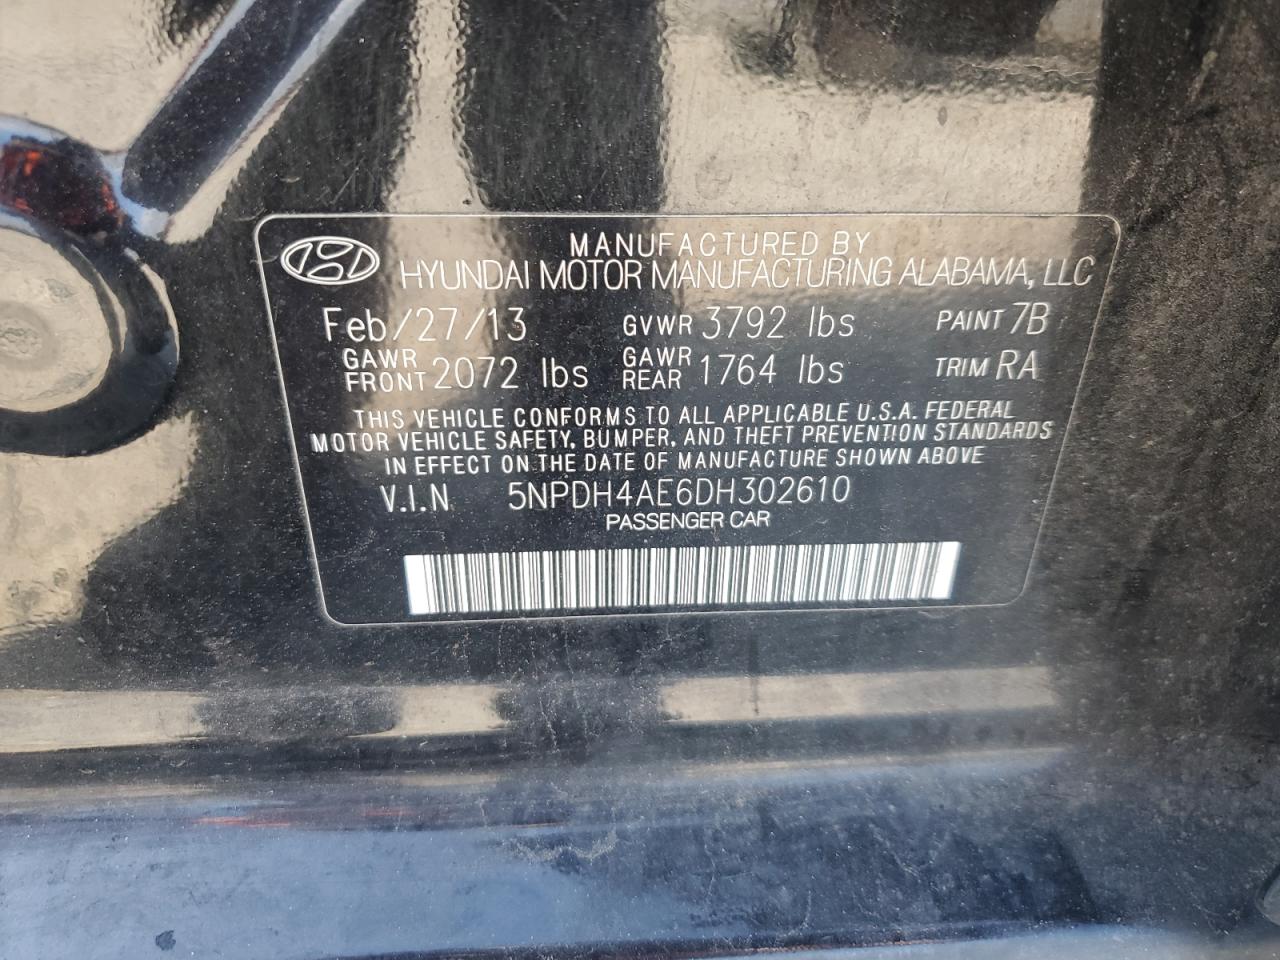 MANUFACTURED BY
HYUNDAI MOTOR MANUFACTURING ALABAMA, LLC
Feb/27/13 GVWR 3792 lbs PAINT 7B
GAWR FRONT 2072 lbs GAWR REAR 1764 lbs TRIM RA
THIS VEHICLE CONFORMS TO ALL APPLICABLE U.S.A. FEDERAL
MOTOR VEHICLE SAFETY, BUMPER, AND THEFT PREVENTION STANDARDS
IN EFFECT ON THE DATE OF MANUFACTURE SHOWN ABOVE
V.I.N 5NPDH4AE6DH302610
PASSENGER CAR